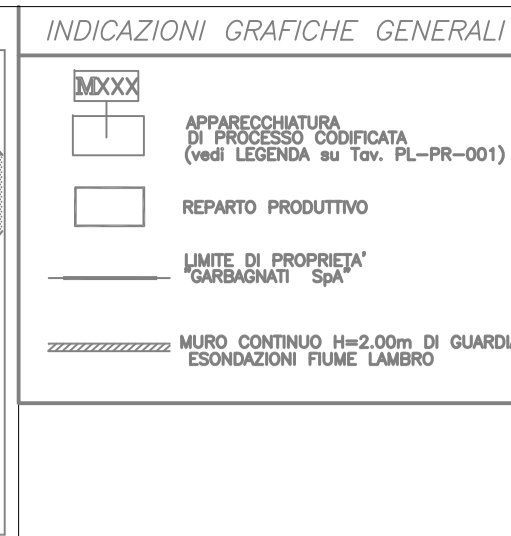 INDICAZIONI GRAFICHE GENERALI
MXXX
APPARECCHIATURA
DI PROCESSO CODIFICATA
(vedi LEGENDA su Tav. PL-PR-001)
REPARTO PRODUTTIVO
LIMITE DI PROPRIETA'
"GARBAGNATI SpA"
MURO CONTINUO H=2.00m DI GUARDIA
ESONDAZIONI FIUME LAMBRO